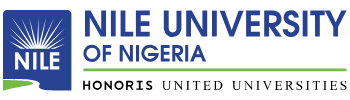 NILE
NILE UNIVERSITY
OF NIGERIA
HONORIS UNITED UNIVERSITIES